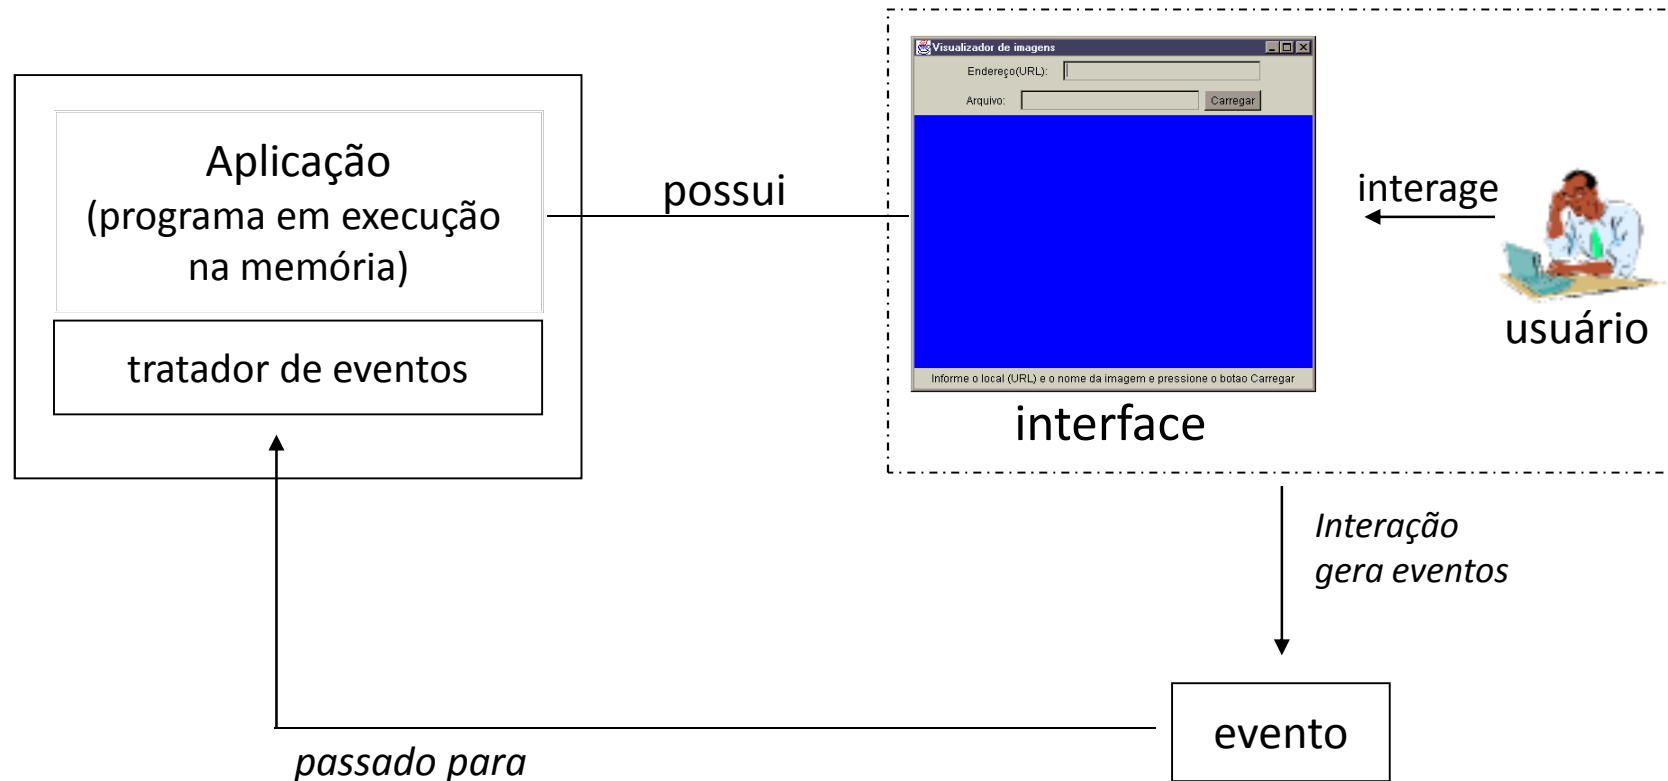 Visualizador de imagens
Endereço(URL):
Arquivo:
Carregar
Informe o local (URL) e o nome da imagem e pressione o botao Carregar
interface
Aplicação
(programa em execução
na memória)
tratador de eventos
possui
interage
usuário
Interação
gera eventos
evento
passado para